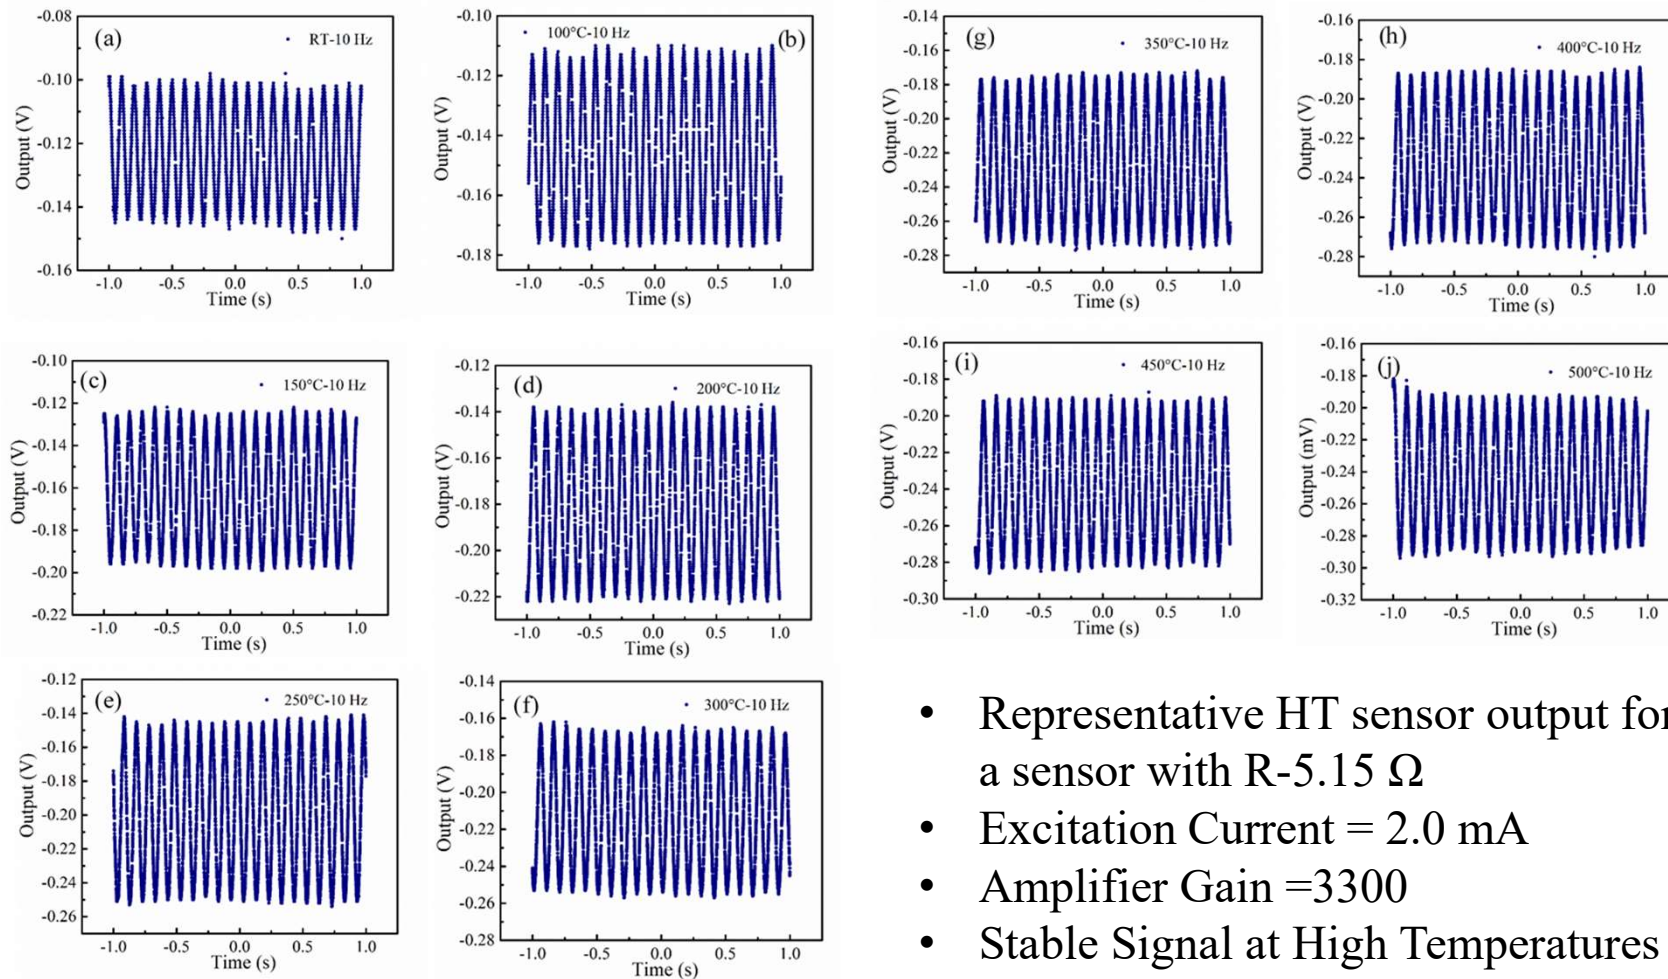 (a)
RT-10 Hz
-0.08
-0.10
-0.12
-0.14
-0.16
Output (V)
-1.0 -0.5 0.0 0.5 1.0
Time (s)
(b)
100°C-10 Hz
-0.10
-0.12
-0.14
-0.16
-0.18
Output (V)
-1.0 -0.5 0.0 0.5 1.0
Time (s)
(c)
150°C-10 Hz
-0.10
-0.12
-0.14
-0.16
-0.18
-0.20
-0.22
Output (V)
-1.0 -0.5 0.0 0.5 1.0
Time (s)
(d)
200°C-10 Hz
-0.12
-0.14
-0.16
-0.18
-0.20
-0.22
Output (V)
-1.0 -0.5 0.0 0.5 1.0
Time (s)
(e)
250°C-10 Hz
-0.12
-0.14
-0.16
-0.18
-0.20
-0.22
-0.24
-0.26
Output (V)
-1.0 -0.5 0.0 0.5 1.0
Time (s)
(f)
300°C-10 Hz
-0.14
-0.16
-0.18
-0.20
-0.22
-0.24
-0.26
-0.28
Output (V)
-1.0 -0.5 0.0 0.5 1.0
Time (s)
(g)
350°C-10 Hz
-0.14
-0.16
-0.18
-0.20
-0.22
-0.24
-0.26
-0.28
Output (V)
-1.0 -0.5 0.0 0.5 1.0
Time (s)
(h)
400°C-10 Hz
-0.16
-0.18
-0.20
-0.22
-0.24
-0.26
-0.28
Output (V)
-1.0 -0.5 0.0 0.5 1.0
Time (s)
(i)
450°C-10 Hz
-0.16
-0.18
-0.20
-0.22
-0.24
-0.26
-0.28
-0.30
Output (V)
-1.0 -0.5 0.0 0.5 1.0
Time (s)
(j)
500°C-10 Hz
-0.16
-0.18
-0.20
-0.22
-0.24
-0.26
-0.28
-0.30
-0.32
Output (mV)
-1.0 -0.5 0.0 0.5 1.0
Time (s)
• Representative HT sensor output for
a sensor with R-5.15 Ω
• Excitation Current = 2.0 mA
• Amplifier Gain =3300
• Stable Signal at High Temperatures